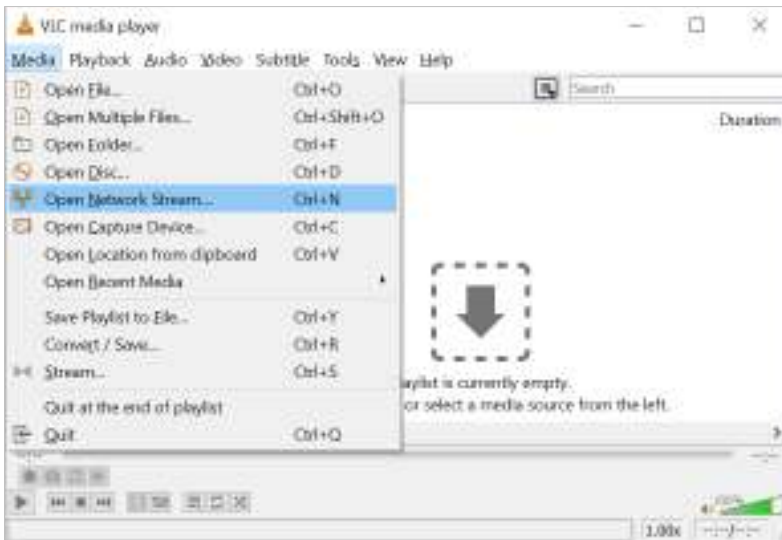 VLC media player
Media Playback Audio Video Subtitle Tools View Help
Open File... Ctrl+O
Search
Open Multiple Files... Ctrl+Shift+O
Duration
Open Folder... Ctrl+F
Open Disc... Ctrl+D
Open Network Stream... Ctrl+N
Open Capture Device... Ctrl+C
Open Location from clipboard Ctrl+V
Open Recent Media
Save Playlist to File... Ctrl+Y
Convert / Save... Ctrl+R
Stream... Ctrl+S
aylist is currently empty.
Quit at the end of playlist
or select a media source from the left.
Quit Ctrl+Q
--:--
--:--
1.00x --:--/--:--